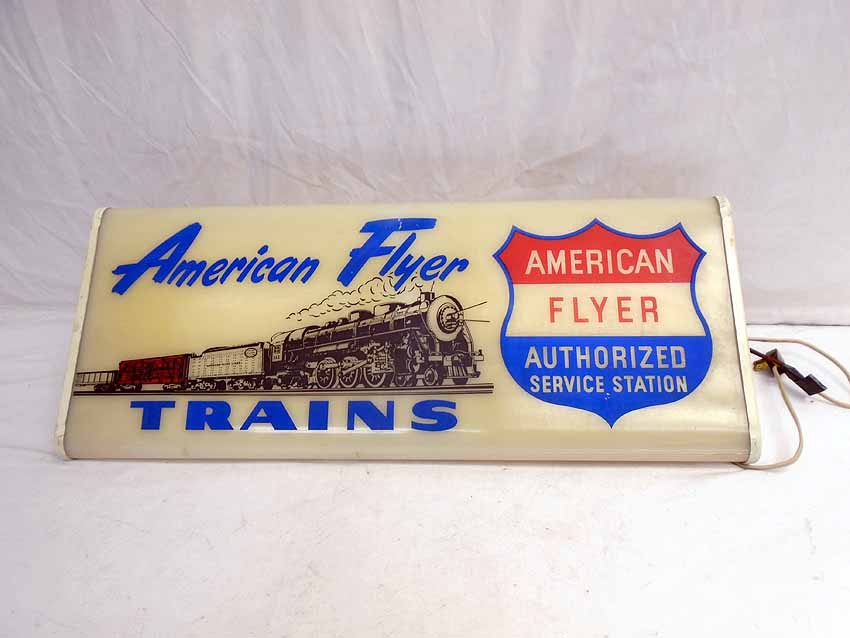 American Flyer
TRAINS
AMERICAN
FLYER
AUTHORIZED
SERVICE STATION